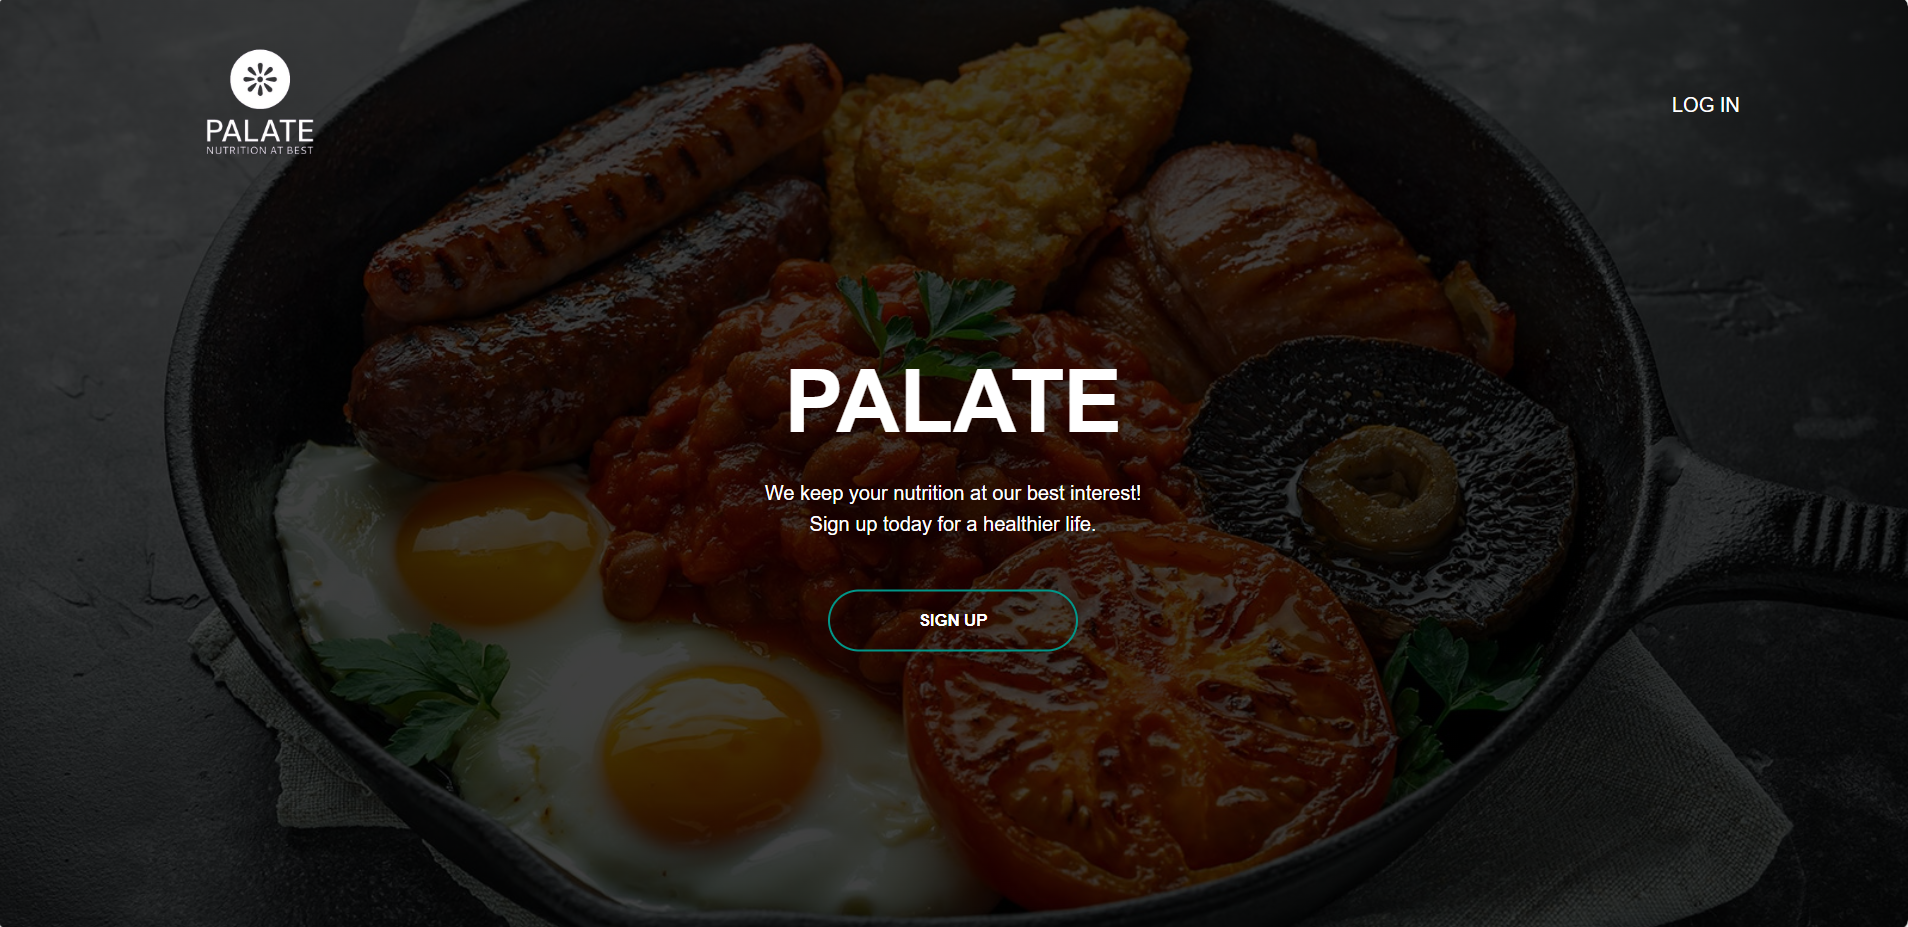 PALATE
NUTRITION AT BEST
LOG IN
PALATE
We keep your nutrition at our best interest!
Sign up today for a healthier life.
SIGN UP